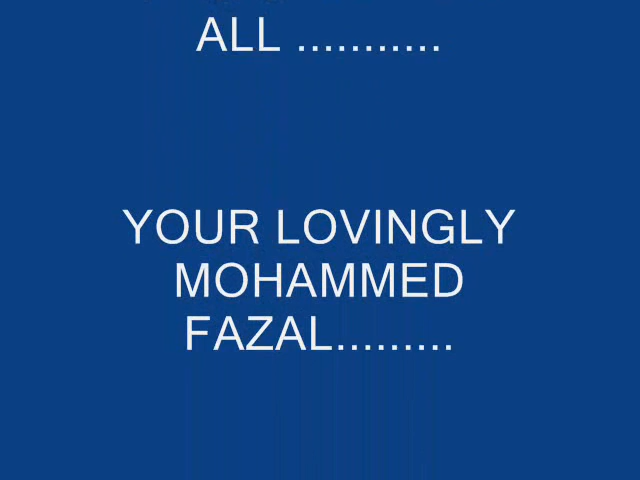 ALL ...........
YOUR LOVINGLY
MOHAMMED
FAZAL.........